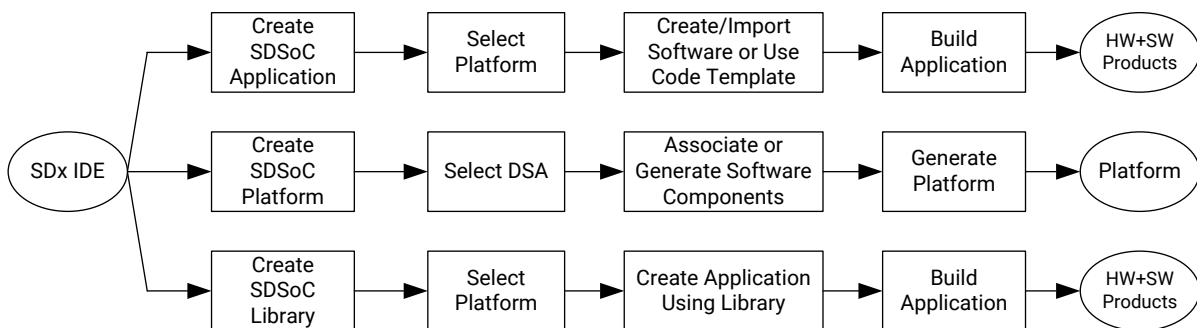 Create
SDSoC
Application
Select
Platform
Create/Import
Software or Use
Code Template
Build
Application
HW+SW
Products
SDx IDE
Create
SDSoC
Platform
Select DSA
Associate or
Generate Software
Components
Generate
Platform
Platform
Create
SDSoC
Library
Select
Platform
Create Application
Using Library
Build
Application
HW+SW
Products